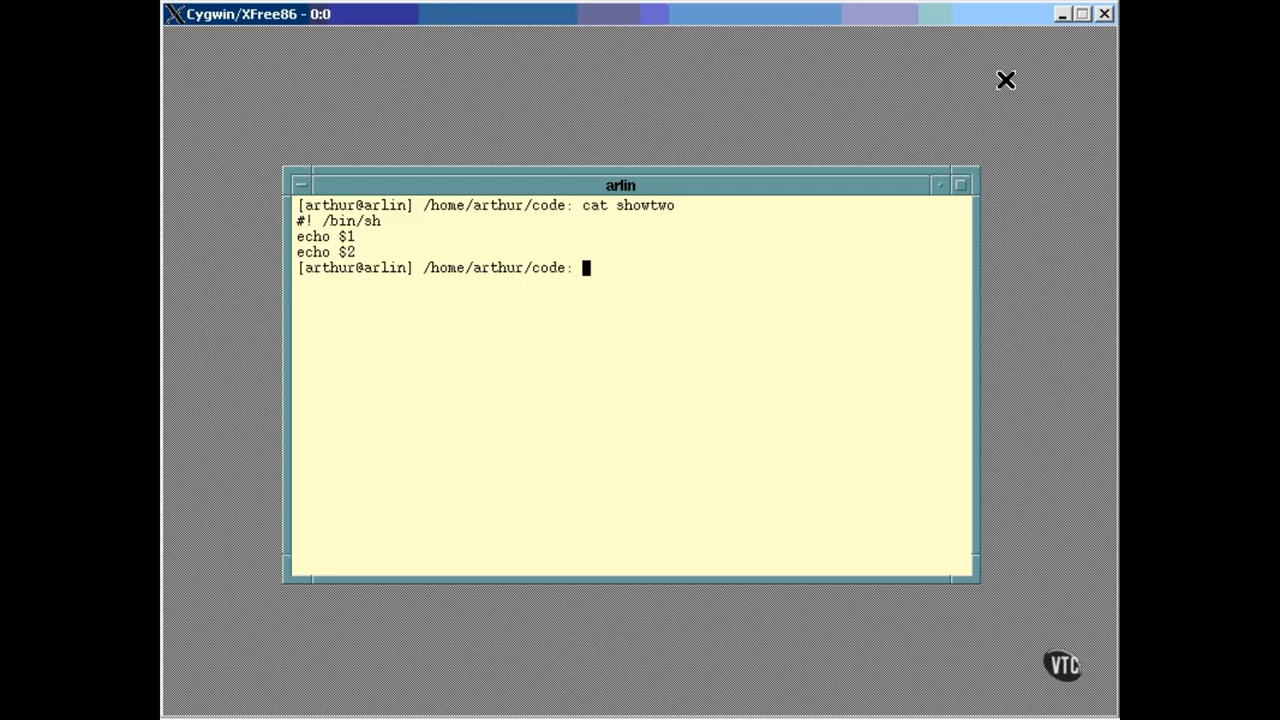 Cygwin/XFree86 - 0:0
arlin
[arthur@arlin] /home/arthur/code: cat showtwo
#! /bin/sh
echo $1
echo $2
[arthur@arlin] /home/arthur/code:
VTC